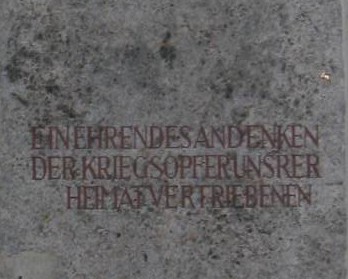 EIN EHRENDES ANDENKEN
DER KRIEGSOPFER UNSRER
HEIMATVERTRIEBENEN